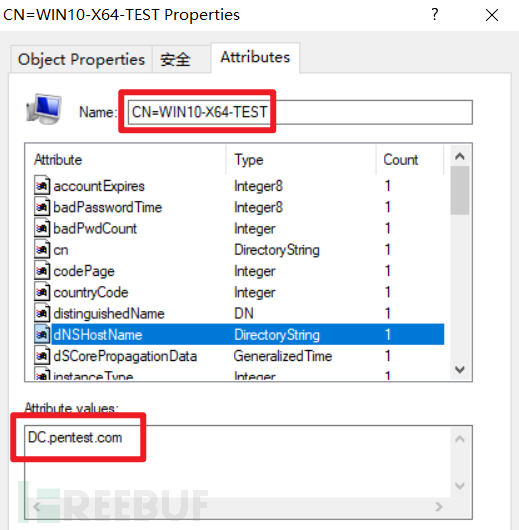 CN=WIN10-X64-TEST Properties
Object Properties 安全 Attributes
Name: CN=WIN10-X64-TEST
Attribute Type Count
accountExpires Integer8 1
badPasswordTime Integer8 1
badPwdCount Integer 1
cn DirectoryString 1
codePage Integer 1
countryCode Integer 1
distinguishedName DN 1
dNSHostName DirectoryString 1
dSCorePropagationData GeneralizedTime 1
instanceType Integer 1
Attribute values:
DC.pentest.com
REEBUF